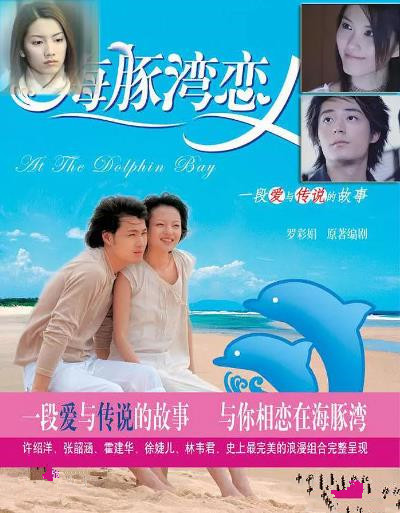 海豚湾恋人
At The Dolphin Bay
一段爱与传说的故事
罗彩娟 原著编剧
一段爱与传说的故事 与你相恋在海豚湾
许绍洋、张韶涵、霍建华、徐婕儿、林韦君、史上最完美的浪漫组合完整呈现